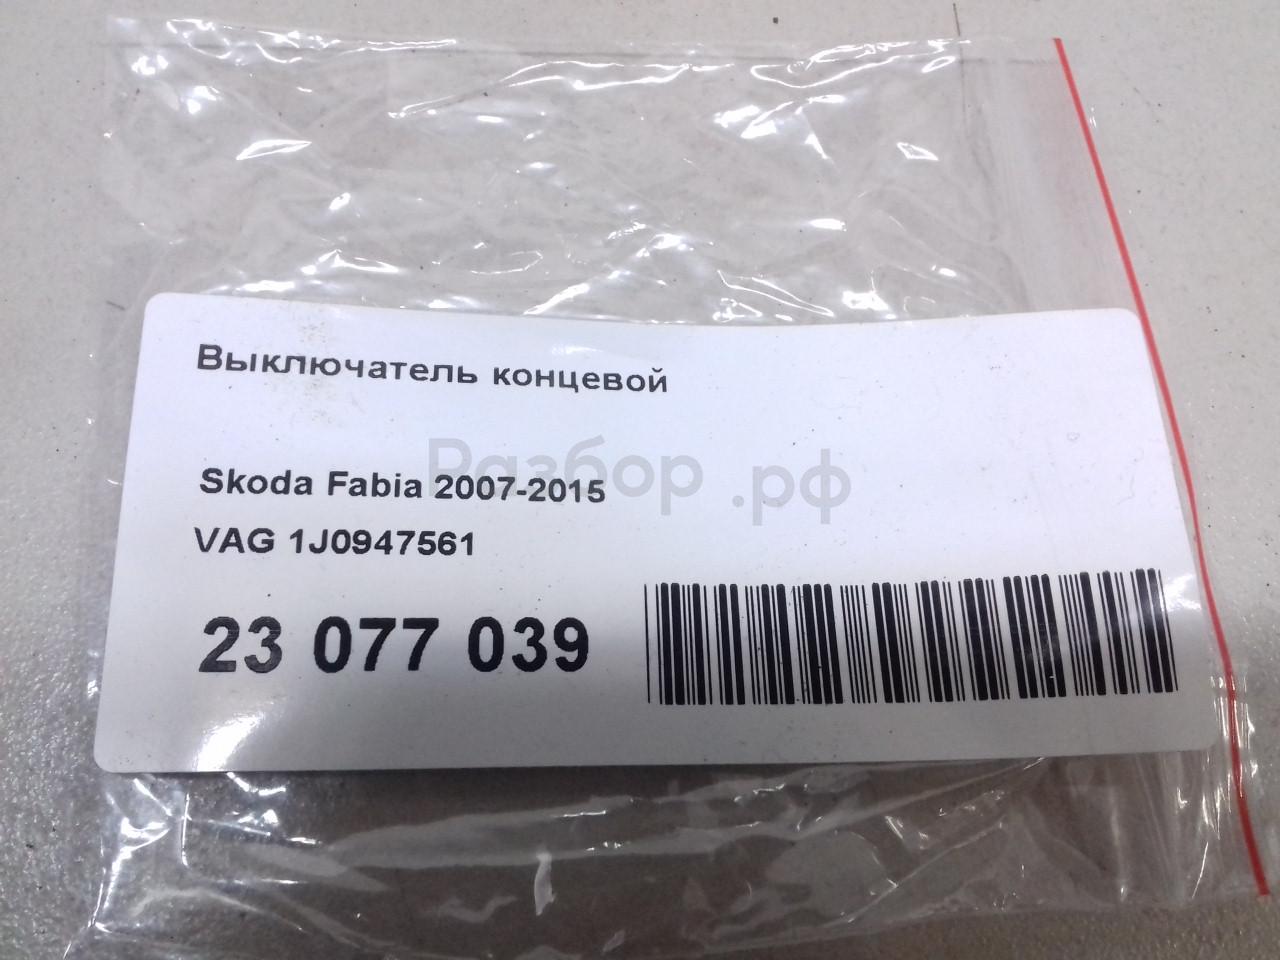 Выключатель концевой
Разбор.рф
Skoda Fabia 2007-2015
VAG 1J0947561
23 077 039